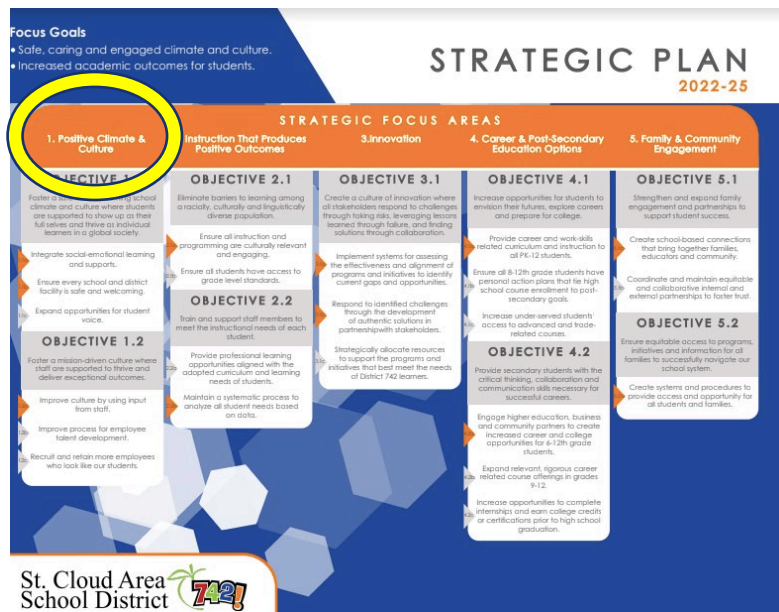 Focus Goals
• Safe, caring and engaged climate and culture.
• Increased academic outcomes for students.
STRATEGIC PLAN
2022-25
STRATEGIC FOCUS AREAS
1. Positive Climate &
Culture
Instruction That Produces
Positive Outcomes
3.Innovation
4. Career & Post-Secondary
Education Options
5. Family & Community
Engagement
OBJECTIVE 1.
Foster a school
climate and culture where students
are supported to show up as their
full selves and thrive as individual
learners in a global society.
Integrate social-emotional learning
and supports.
Ensure every school and district
facility is safe and welcoming.
Expand opportunities for student
voice.
OBJECTIVE 1.2
Foster a mission-driven culture where
staff are supported to thrive and
deliver exceptional outcomes.
Improve culture by using input
from staff.
Improve process for employee
talent development.
Recruit and retain more employees
who look like our students.
OBJECTIVE 2.1
Eliminate barriers to learning among
a racially, culturally and linguistically
diverse population.
Ensure all instruction and
programming are culturally relevant
and engaging.
Ensure all students have access to
grade level standards.
OBJECTIVE 2.2
Train and support staff members to
meet the instructional needs of each
student.
Provide professional learning
opportunities aligned with the
adopted curriculum and learning
needs of students.
Maintain a systematic process to
analyze all student needs based
on data.
OBJECTIVE 3.1
Create a culture of innovation where
all stakeholders respond to challenges
through taking risks, leveraging lessons
learned through failure, and finding
solutions through collaboration.
Implement systems for assessing
the effectiveness and alignment of
programs and initiatives to identify
current gaps and opportunities.
Respond to identified challenges
through the development
of authentic solutions in
partnershipwith stakeholders.
Strategically allocate resources
to support the programs and
initiatives that best meet the needs
of District 742 learners.
OBJECTIVE 4.1
Increase opportunities for students to
envision their futures, explore careers
and prepare for college.
Provide career and work-skills
related curriculum and instruction to
all PK-12 students.
Ensure all 8-12th grade students have
personal action plans that tie high
school course enrollment to post-
secondary goals.
Increase under-served students'
access to advanced and trade-
related courses.
OBJECTIVE 4.2
Provide secondary students with the
critical thinking, collaboration and
communication skills necessary for
successful careers.
Engage higher education, business
and community partners to create
increased career and college
opportunities for 6-12th grade
students.
Expand relevant, rigorous career
related course offerings in grades
9-12.
Increase opportunities to complete
internships and earn college credits
or certifications prior to high school
graduation.
OBJECTIVE 5.1
Strengthen and expand family
engagement and partnerships to
support student success.
Create school-based connections
that bring together families,
educators and community.
Coordinate and maintain equitable
and collaborative internal and
external partnerships to foster trust.
OBJECTIVE 5.2
Ensure equitable access to programs,
initiatives and information for all
families to successfully navigate our
school system.
Create systems and procedures to
provide access and opportunity for
all students and families.
St. Cloud Area
School District
742!